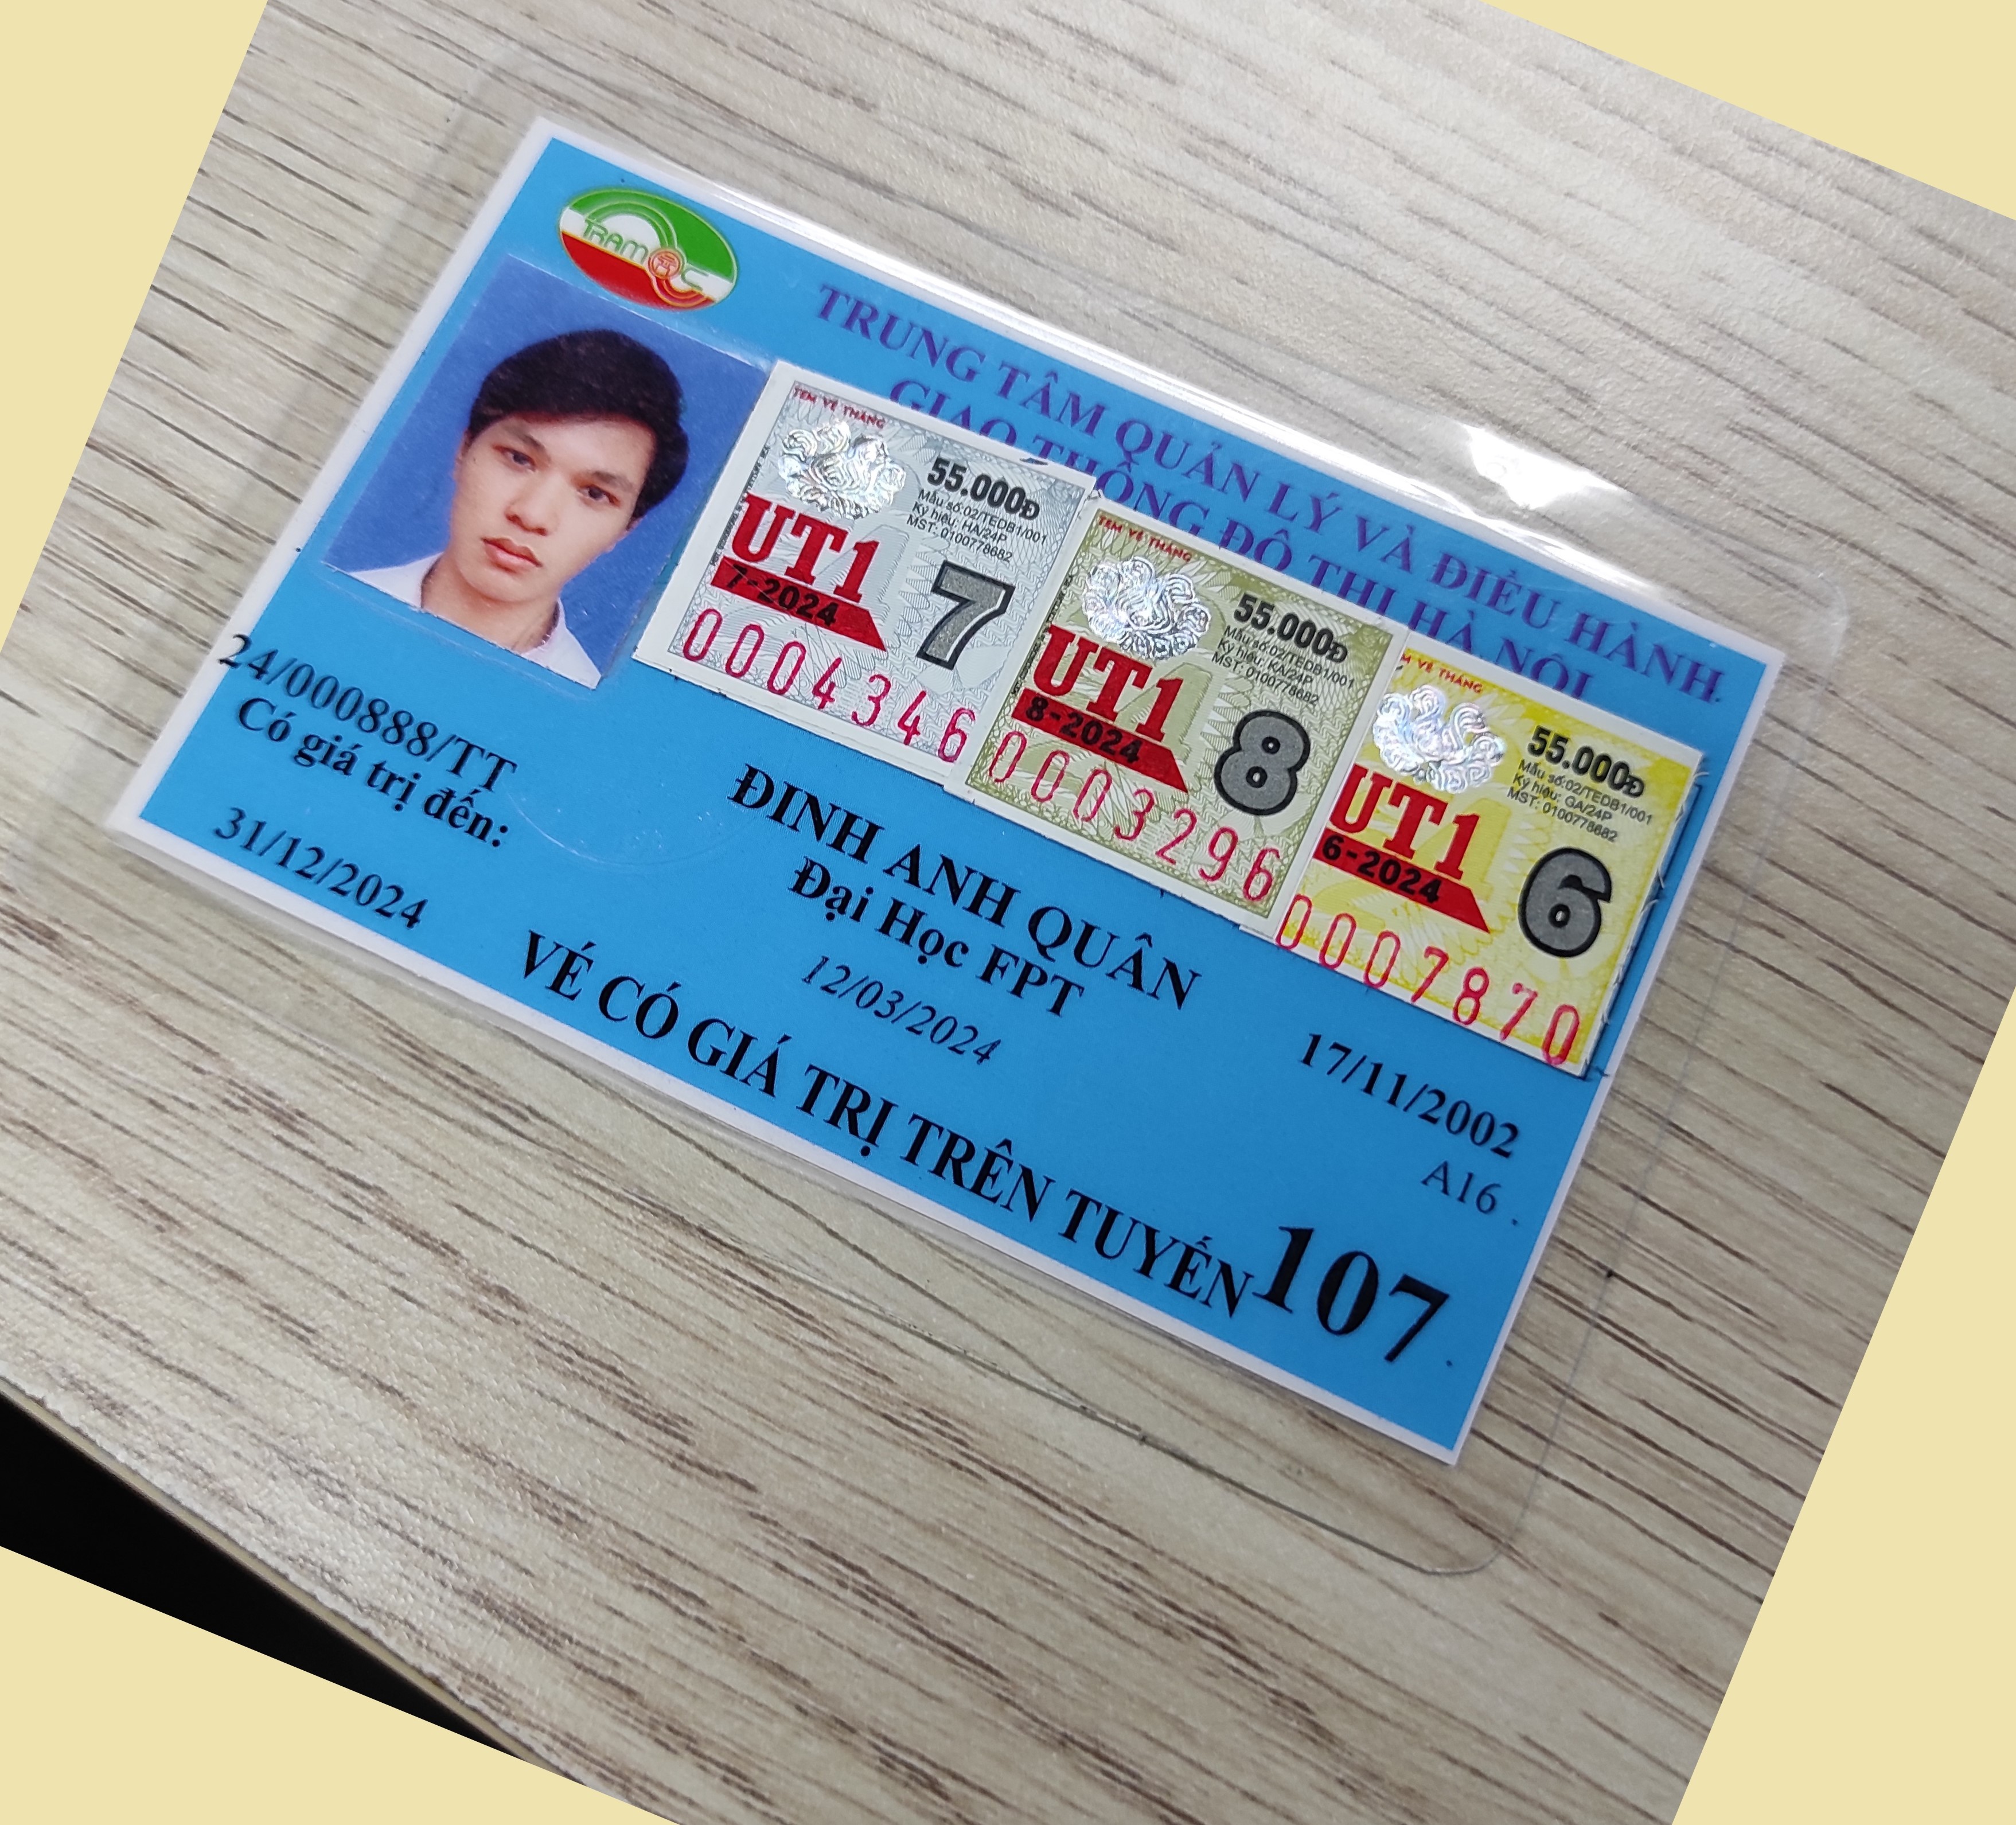 TRAMOC
TRUNG TÂM QUẢN LÝ VÀ ĐIỀU HÀNH
GIAO THÔNG ĐÔ THỊ HÀ NỘI
TEM VÉ THÁNG
55.000Đ
Mẫu số:02/TEDB1/001
Ký hiệu: HA/24P
MST: 0100778682
UT1
7-2024
7
0004346
TEM VÉ THÁNG
55.000Đ
Mẫu số:02/TEDB1/001
Ký hiệu: KA/24P
MST: 0100778682
UT1
8-2024
8
0003296
M VÉ THÁNG
55.000Đ
Mẫu số:02/TEDB1/001
Ký hiệu: GA/24P
MST: 0100778682
UT1
6-2024
6
0007870
24/000888/TT
Có giá trị đến:
31/12/2024
ĐINH ANH QUÂN
Đại Học FPT
12/03/2024
17/11/2002
A16
VÉ CÓ GIÁ TRỊ TRÊN TUYẾN 107